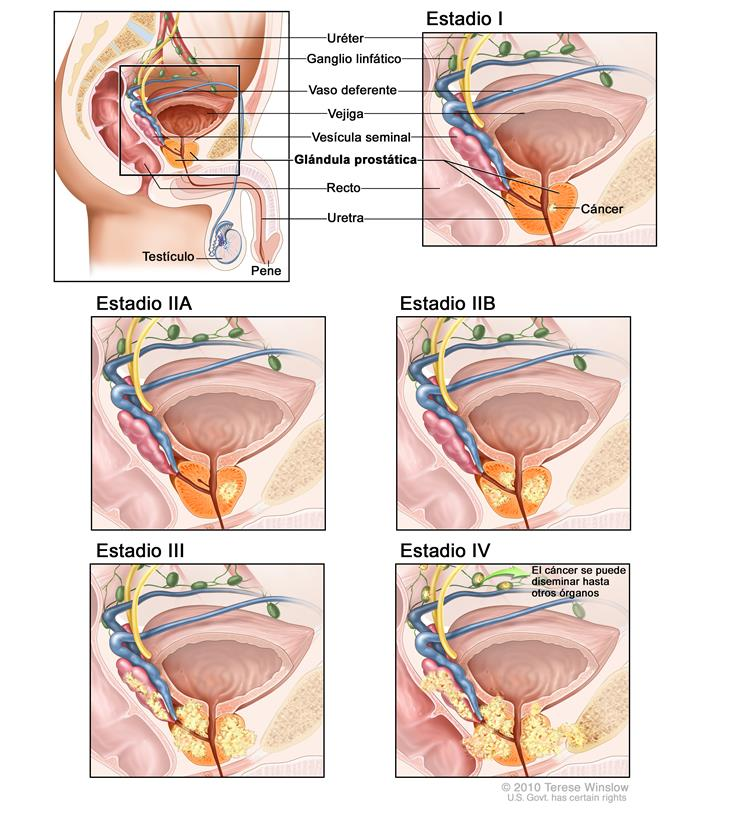 Estadio I
Uréter
Ganglio linfático
Vaso deferente
Vejiga
Vesícula seminal
Glándula prostática
Recto
Uretra
Cáncer
Testículo
Pene
Estadio IIA
Estadio IIB
Estadio III
Estadio IV
El cáncer se puede
diseminar hasta
otros órganos
© 2010 Terese Winslow
U.S. Govt. has certain rights